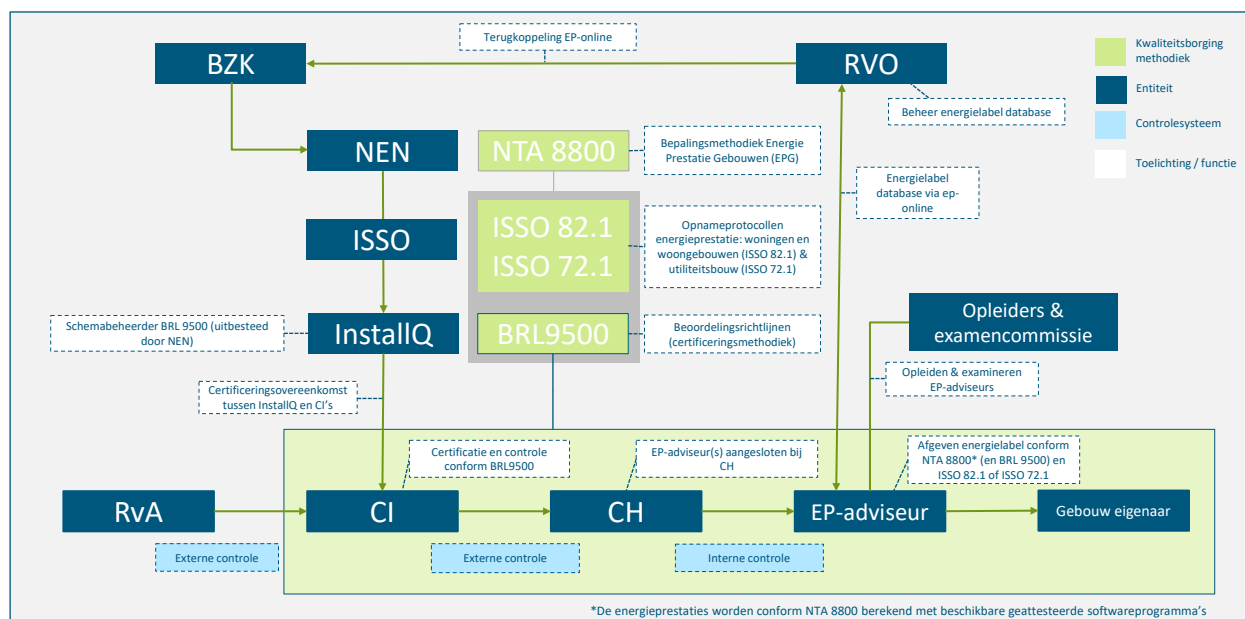 Terugkoppeling EP-online
BZK
RVO
Kwaliteitsborging
methodiek
Entiteit
Controlesysteem
Toelichting / functie
Beheer energielabel database
NEN
NTA 8800
Bepalingsmethodiek Energie
Prestatie Gebouwen (EPG)
Energielabel
database via ep-
online
ISSO
ISSO 82.1
ISSO 72.1
Opnameprotocollen
energieprestatie: woningen en
woongebouwen (ISSO 82.1) &
utiliteitsbouw (ISSO 72.1)
Schemabeheerder BRL 9500 (uitbesteed
door NEN)
InstallQ
BRL9500
Beoordelingsrichtlijnen
(certificeringsmethodiek)
Opleiders &
examencommissie
Opleiden & examineren
EP-adviseurs
Certificeringsovereenkomst
tussen InstallQ en CI's
Certificatie en controle
conform BRL9500
EP-adviseur(s) aangesloten bij
CH
Afgeven energielabel conform
NTA 8800* (en BRL 9500) en
ISSO 82.1 of ISSO 72.1
RvA
CI
CH
EP-adviseur
Gebouw eigenaar
Externe controle
Externe controle
Interne controle
*De energieprestaties worden conform NTA 8800 berekend met beschikbare geattesteerde softwareprogramma's